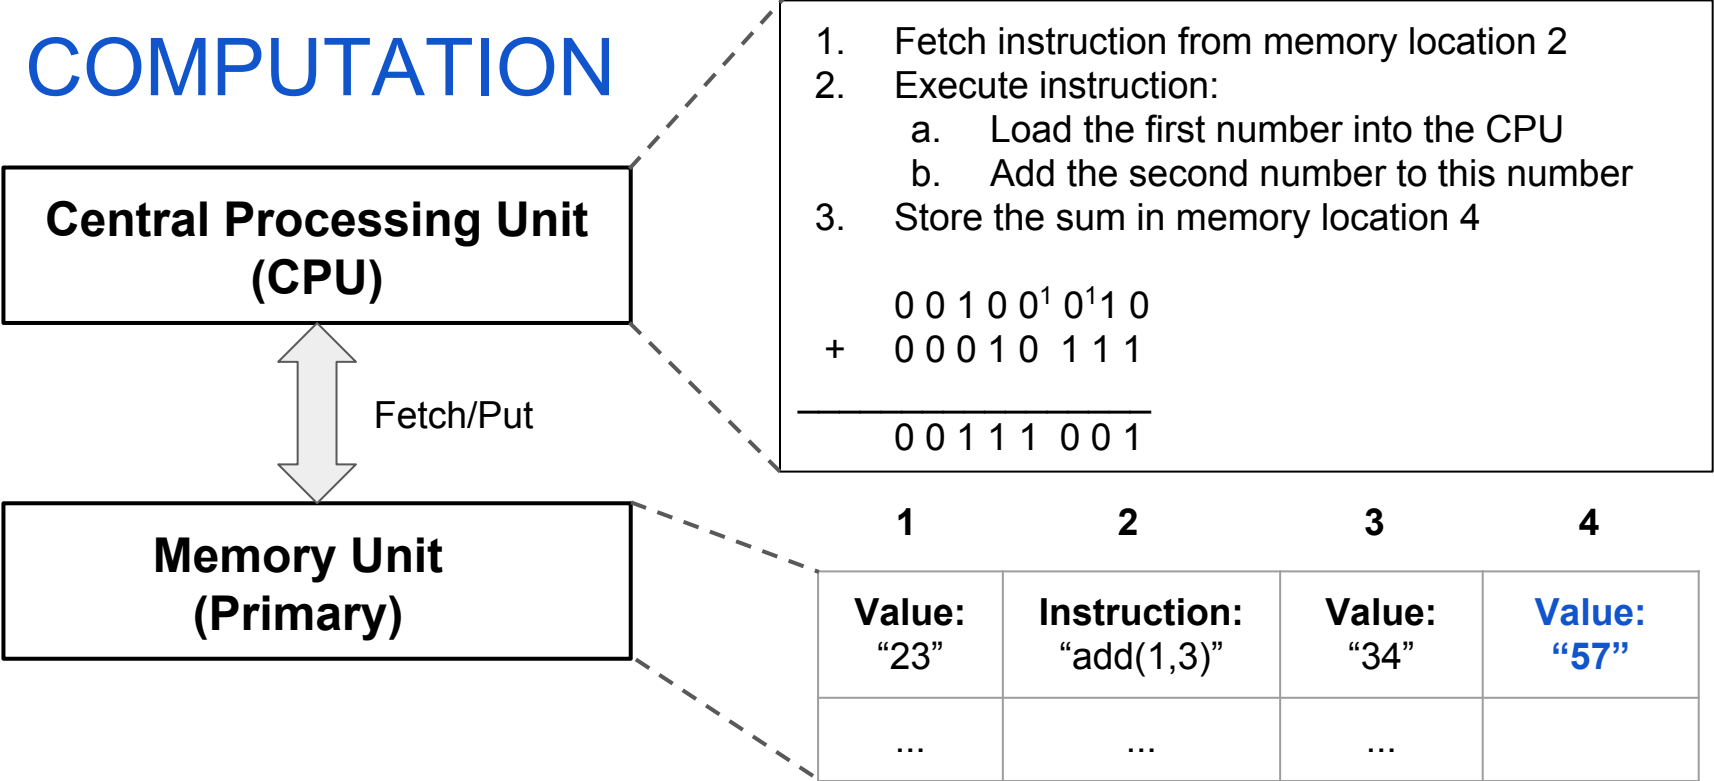 COMPUTATION
1. Fetch instruction from memory location 2
2. Execute instruction:
a. Load the first number into the CPU
b. Add the second number to this number
3. Store the sum in memory location 4
0 0 1 0 0¹ 0¹1 0
+ 0 0 0 1 0 1 1 1
0 0 1 1 1 0 0 1
Central Processing Unit
(CPU)
Fetch/Put
Memory Unit
(Primary)
1 2 3 4
Value: Instruction: Value: Value:
“23” “add(1,3)” “34” “57”
... ... ...